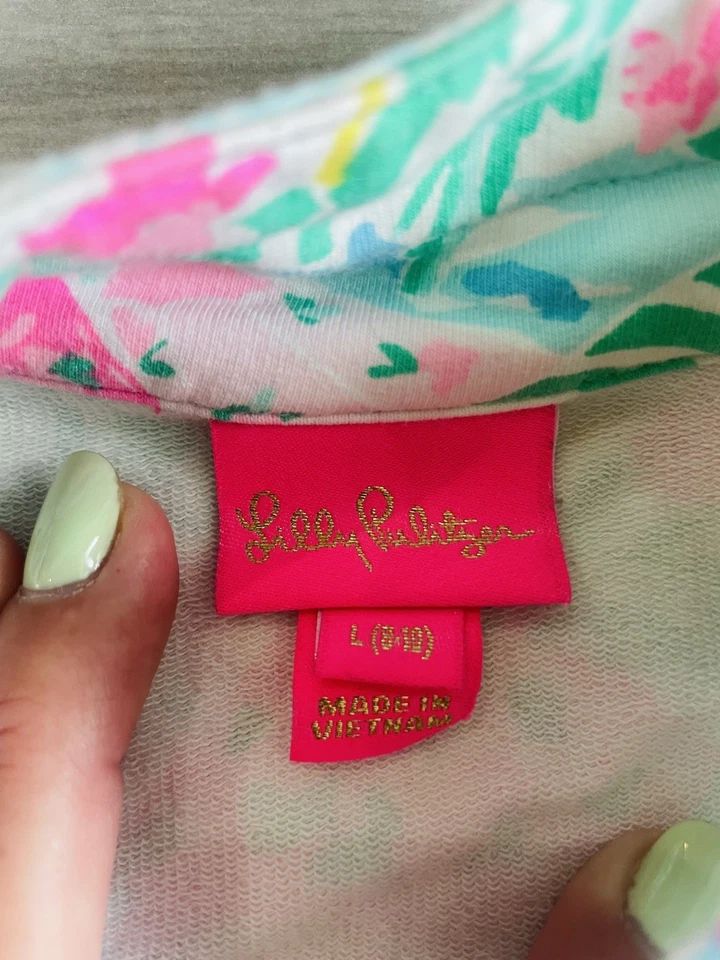 Lilly Pulitzer
L (8-10)
MADE IN
VIETNAM